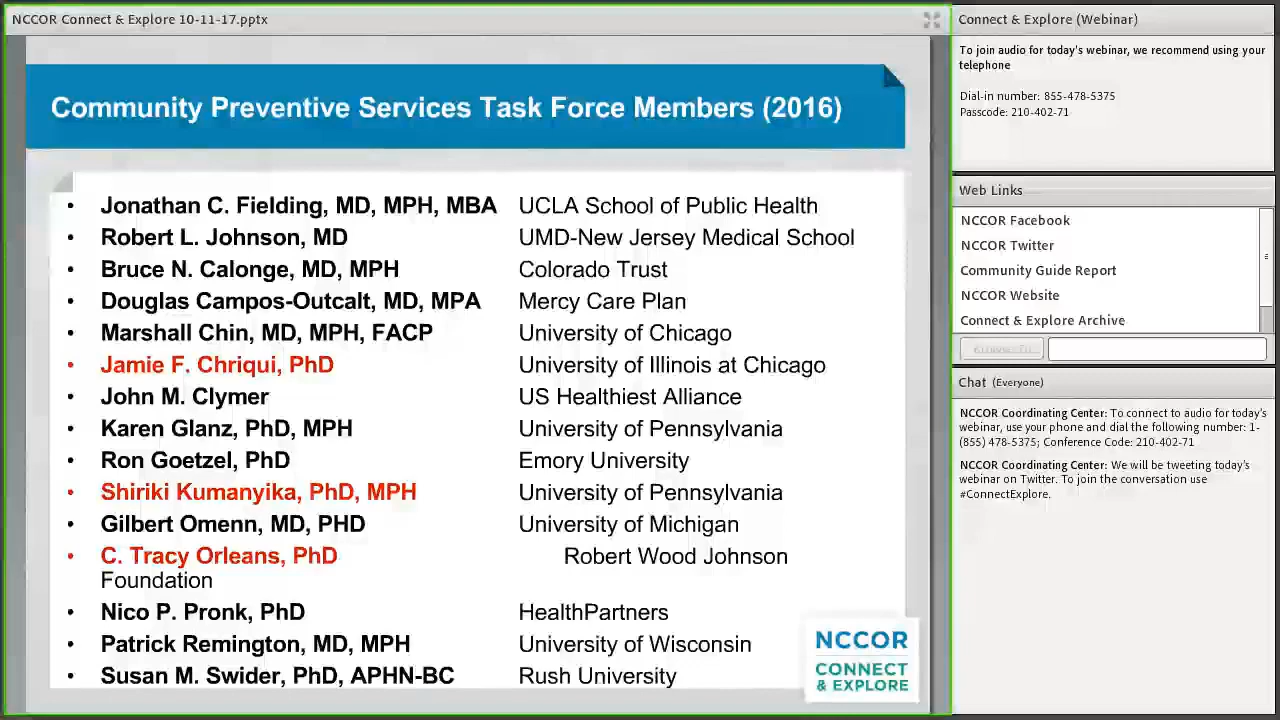 NCCOR Connect & Explore 10-11-17.pptx
Community Preventive Services Task Force Members (2016)
• Jonathan C. Fielding, MD, MPH, MBA UCLA School of Public Health
• Robert L. Johnson, MD UMD-New Jersey Medical School
• Bruce N. Calonge, MD, MPH Colorado Trust
• Douglas Campos-Outcalt, MD, MPA Mercy Care Plan
• Marshall Chin, MD, MPH, FACP University of Chicago
• Jamie F. Chriqui, PhD University of Illinois at Chicago
• John M. Clymer US Healthiest Alliance
• Karen Glanz, PhD, MPH University of Pennsylvania
• Ron Goetzel, PhD Emory University
• Shiriki Kumanyika, PhD, MPH University of Pennsylvania
• Gilbert Omenn, MD, PHD University of Michigan
• C. Tracy Orleans, PhD Robert Wood Johnson
Foundation
• Nico P. Pronk, PhD HealthPartners
• Patrick Remington, MD, MPH University of Wisconsin
• Susan M. Swider, PhD, APHN-BC Rush University
NCCOR
CONNECT
& EXPLORE
Connect & Explore (Webinar)
To join audio for today's webinar, we recommend using your
telephone
Dial-in number: 855-478-5375
Passcode: 210-402-71
Web Links
NCCOR Facebook
NCCOR Twitter
Community Guide Report
NCCOR Website
Connect & Explore Archive
Browse To
Chat (Everyone)
NCCOR Coordinating Center: To connect to audio for today's
webinar, use your phone and dial the following number: 1-
(855) 478-5375; Conference Code: 210-402-71
NCCOR Coordinating Center: We will be tweeting today's
webinar on Twitter. To join the conversation use
#ConnectExplore.